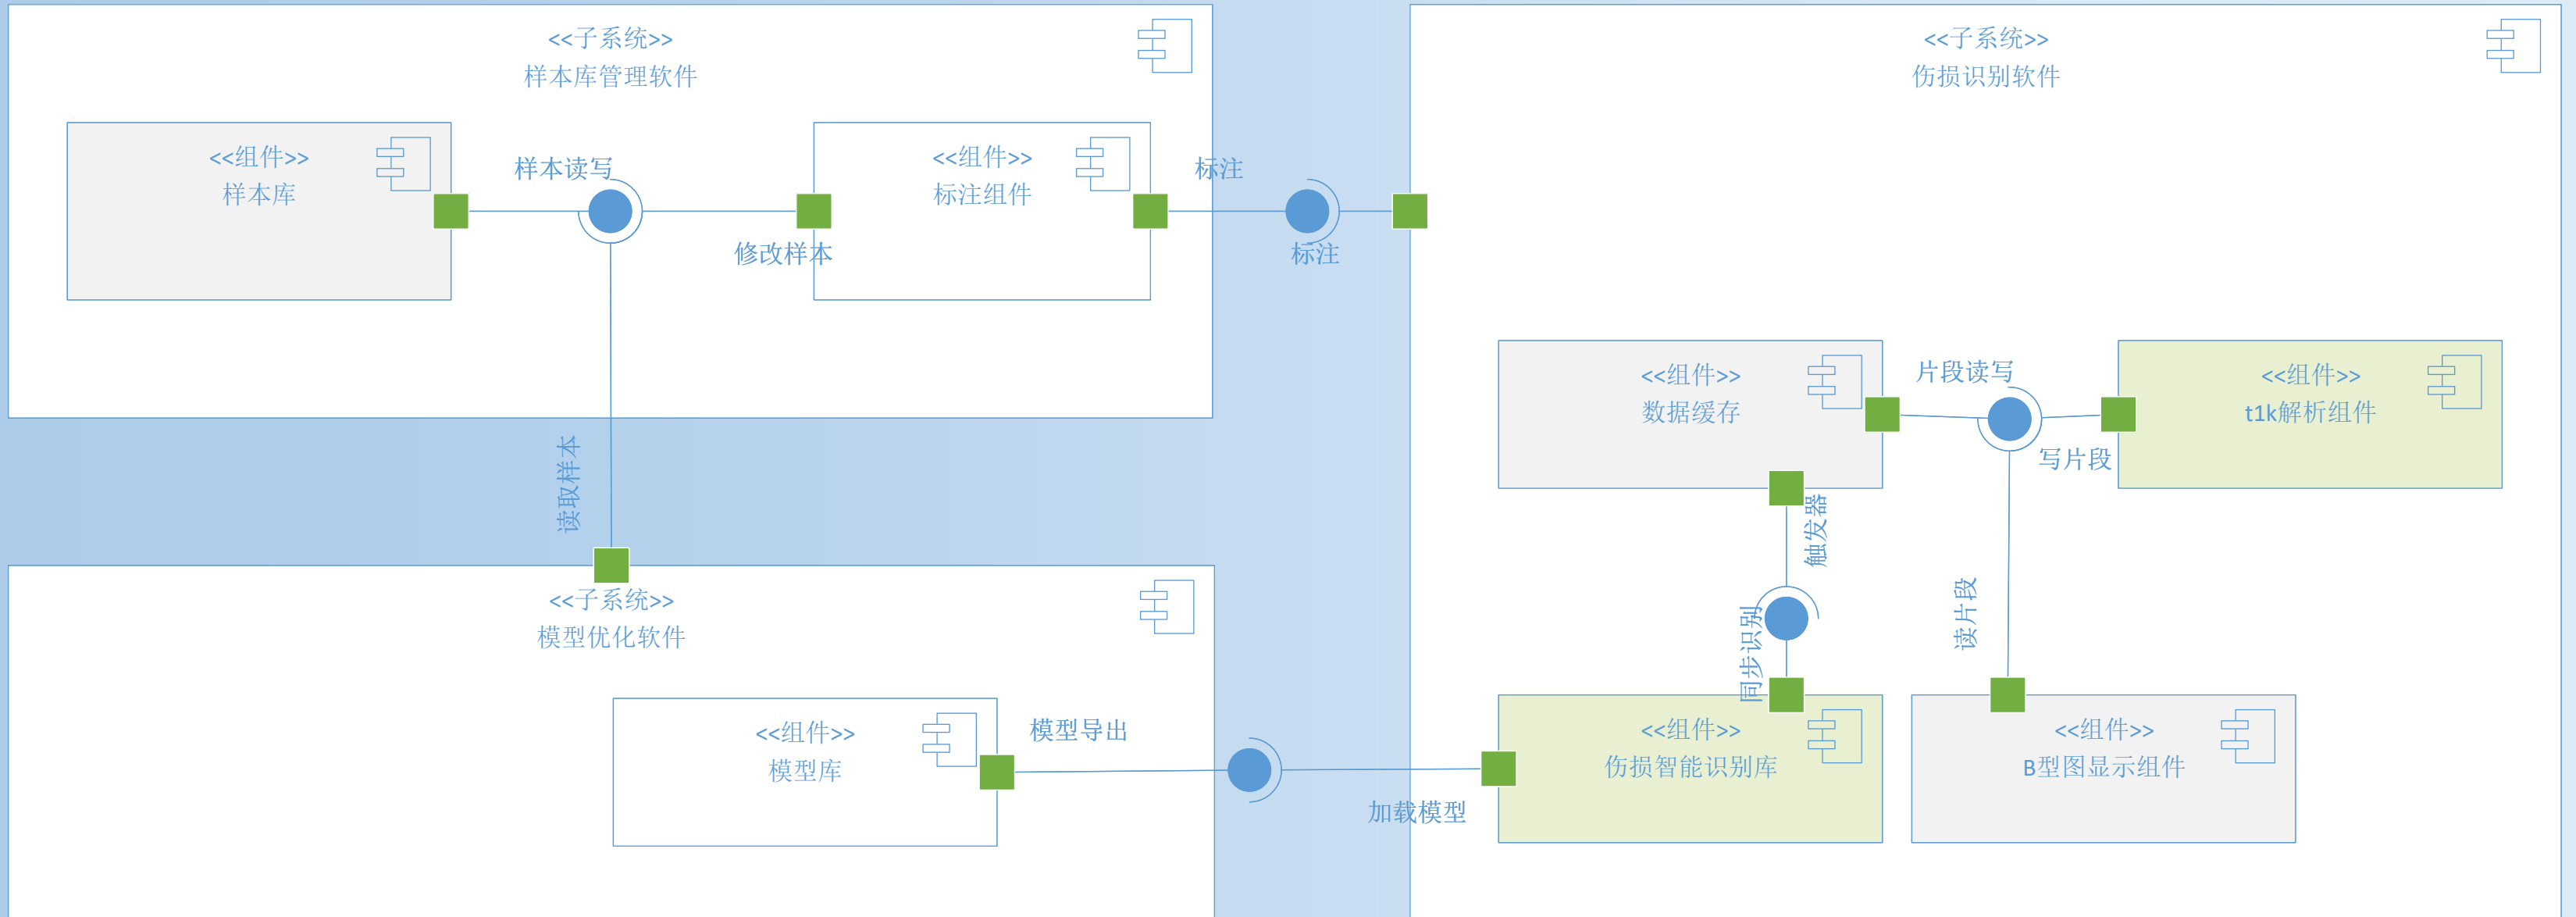 <<子系统>>
样本库管理软件
<<组件>>
样本库
样本读写
修改样本
<<组件>>
标注组件
标注
标注
读取样本
<<子系统>>
模型优化软件
<<组件>>
模型库
模型导出
加载模型
<<子系统>>
伤损识别软件
<<组件>>
数据缓存
片段读写
写片段
<<组件>>
t1k解析组件
触发器
同步识别
读片段
<<组件>>
伤损智能识别库
<<组件>>
B型图显示组件